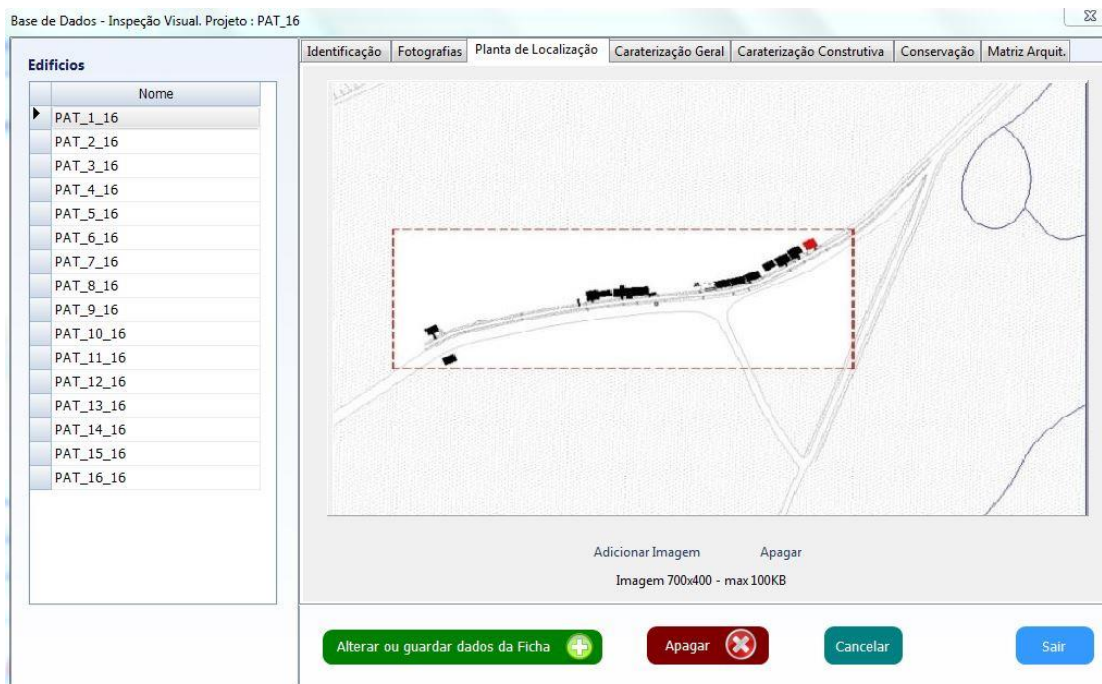 Base de Dados - Inspeção Visual. Projeto : PAT_16
Identificação Fotografias Planta de Localização Caraterização Geral Caraterização Construtiva Conservação Matriz Arquit.
Edificios
Nome
PAT_1_16
PAT_2_16
PAT_3_16
PAT_4_16
PAT_5_16
PAT_6_16
PAT_7_16
PAT_8_16
PAT_9_16
PAT_10_16
PAT_11_16
PAT_12_16
PAT_13_16
PAT_14_16
PAT_15_16
PAT_16_16
Adicionar Imagem Apagar
Imagem 700x400 - max 100KB
Alterar ou guardar dados da Ficha Apagar Cancelar Sair